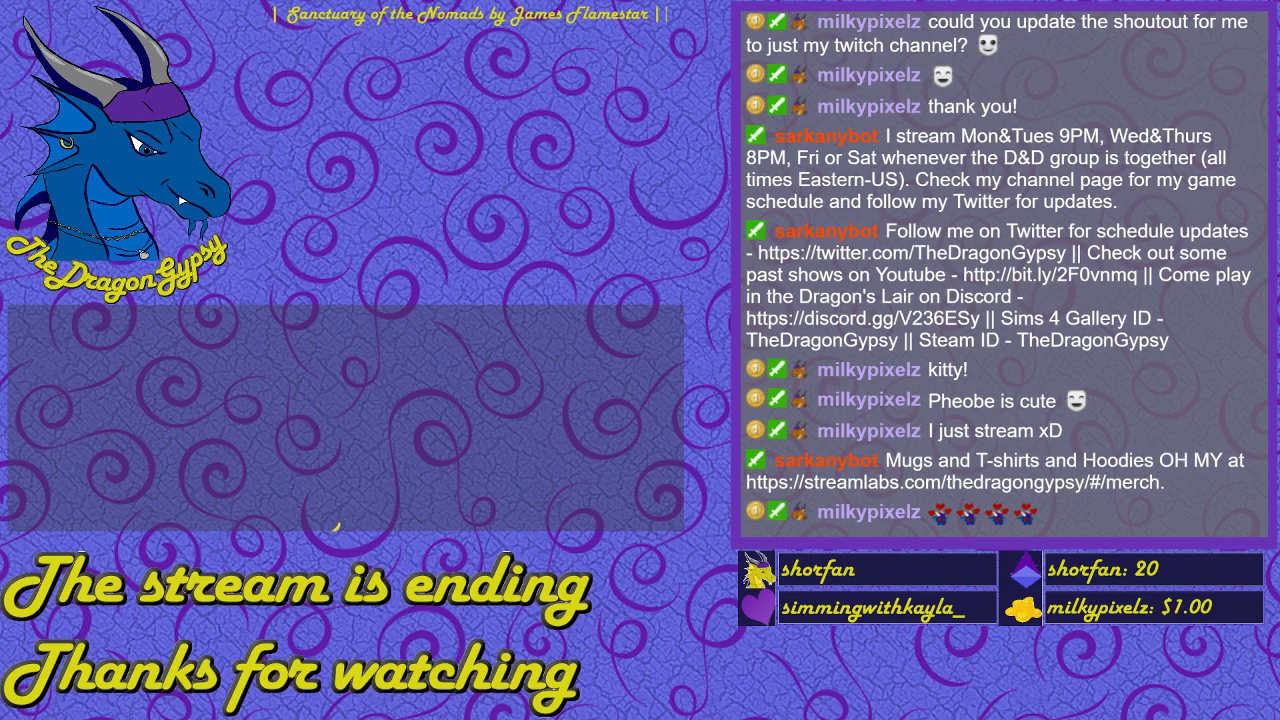 | Sanctuary of the Nomads by James Flamestar ||
TheDragonGypsy
milkypixelz could you update the shoutout for me
to just my twitch channel?
milkypixelz
milkypixelz thank you!
sarkanybot I stream Mon&Tues 9PM, Wed&Thurs
8PM, Fri or Sat whenever the D&D group is together (all
times Eastern-US). Check my channel page for my game
schedule and follow my Twitter for updates.
sarkanybot Follow me on Twitter for schedule updates
- https://twitter.com/TheDragonGypsy || Check out some
past shows on Youtube - http://bit.ly/2F0vnmq || Come play
in the Dragon's Lair on Discord -
https://discord.gg/V236ESy || Sims 4 Gallery ID -
TheDragonGypsy || Steam ID - TheDragonGypsy
milkypixelz kitty!
milkypixelz Pheobe is cute
milkypixelz I just stream xD
sarkanybot Mugs and T-shirts and Hoodies OH MY at
https://streamlabs.com/thedragongypsy/#/merch.
milkypixelz
shorfan
shorfan: 20
simmingwithkayla_
milkypixelz: $1.00
The stream is ending
Thanks for watching